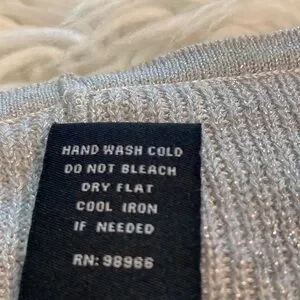 HAND WASH COLD
DO NOT BLEACH
DRY FLAT
COOL IRON
IF NEEDED
RN: 98966